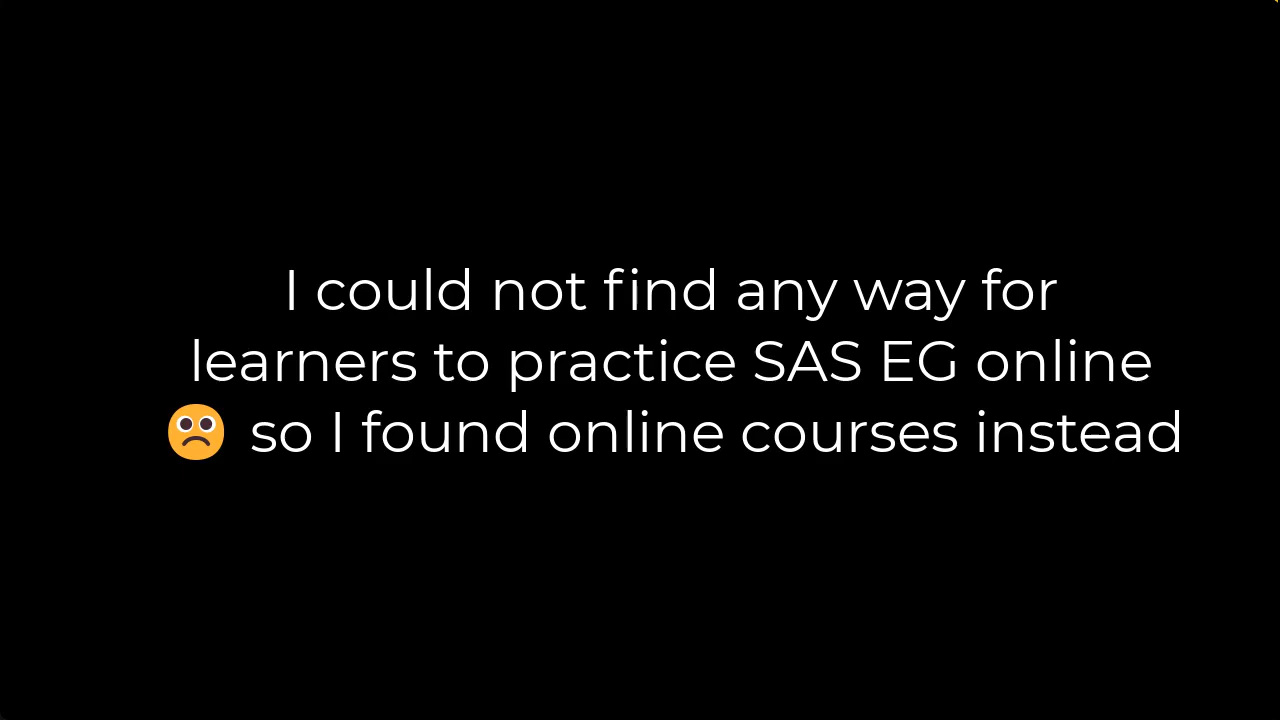 I could not find any way for
learners to practice SAS EG online
🙁 so I found online courses instead